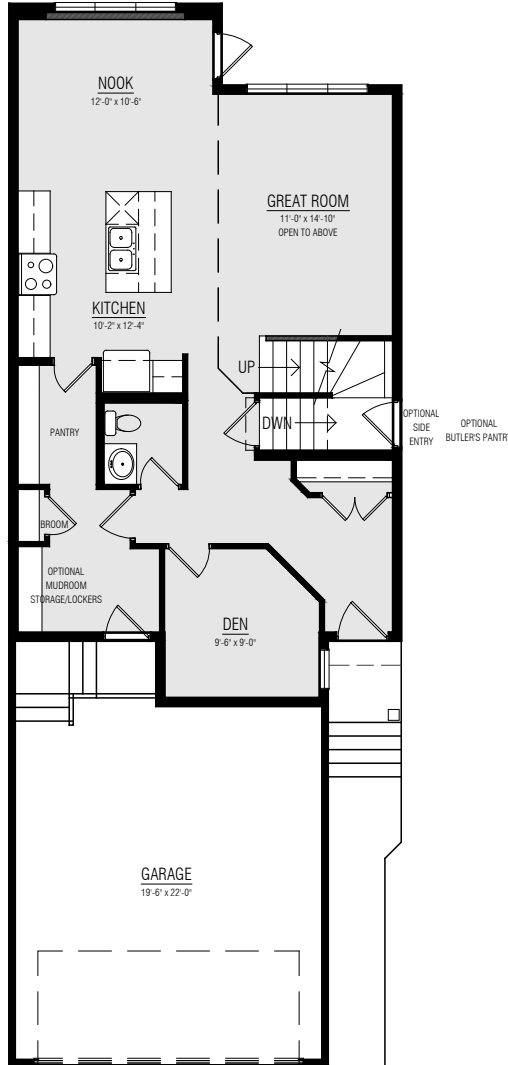 NOOK
12'-0" x 10'-6"
GREAT ROOM
11'-0" x 14'-10"
OPEN TO ABOVE
KITCHEN
10'-2" x 12'-4"
UP
DWN
OPTIONAL
SIDE
ENTRY
OPTIONAL
BUTLER'S PANTRY
PANTRY
BROOM
OPTIONAL
MUDROOM
STORAGE/LOCKERS
DEN
9'-6" x 9'-0"
GARAGE
19'-6" x 22'-0"